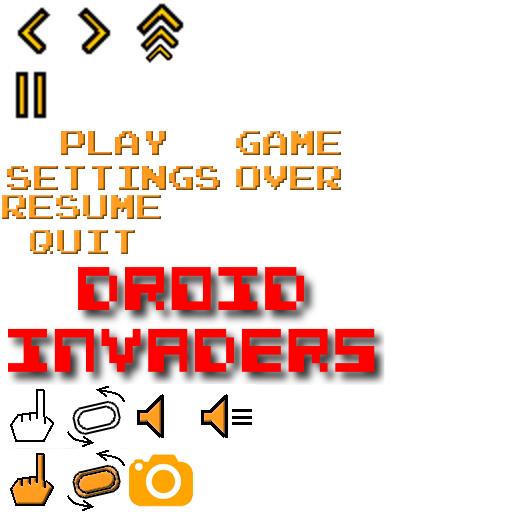 PLAY
GAME
SETTINGS
OVER
RESUME
QUIT
DROID
INVADERS